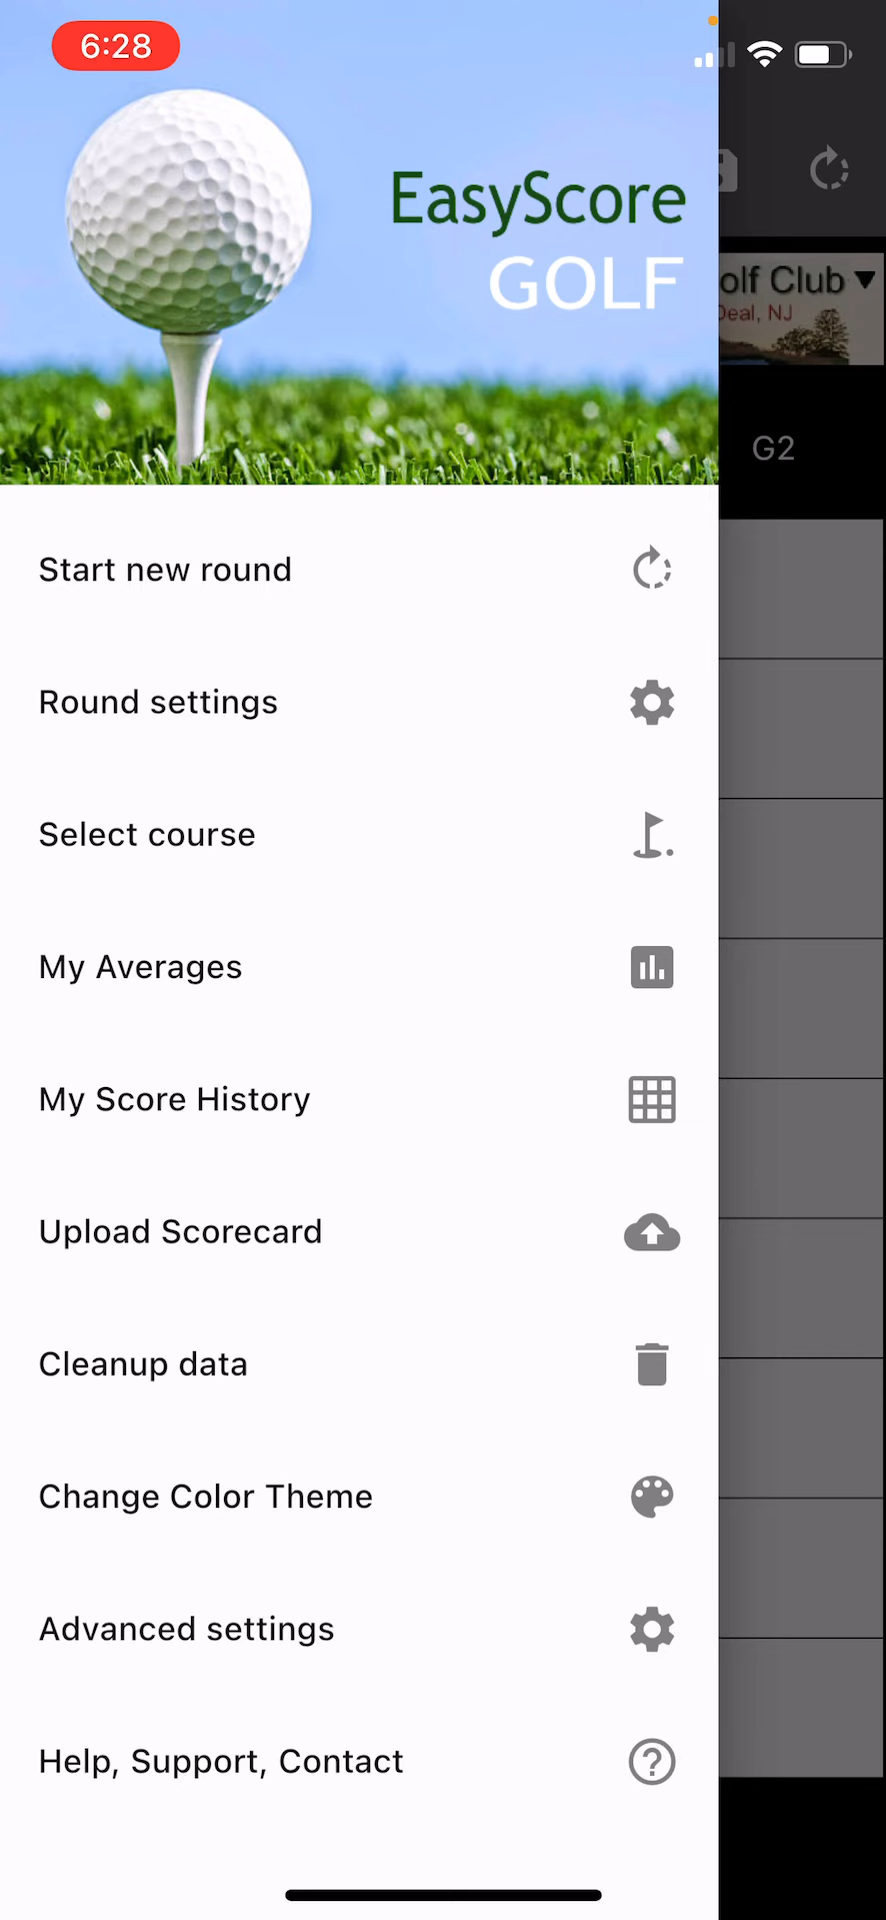 6:28
EasyScore
GOLF
olf Club ▼
Deal, NJ
G2
Start new round
Round settings
Select course
My Averages
My Score History
Upload Scorecard
Cleanup data
Change Color Theme
Advanced settings
Help, Support, Contact